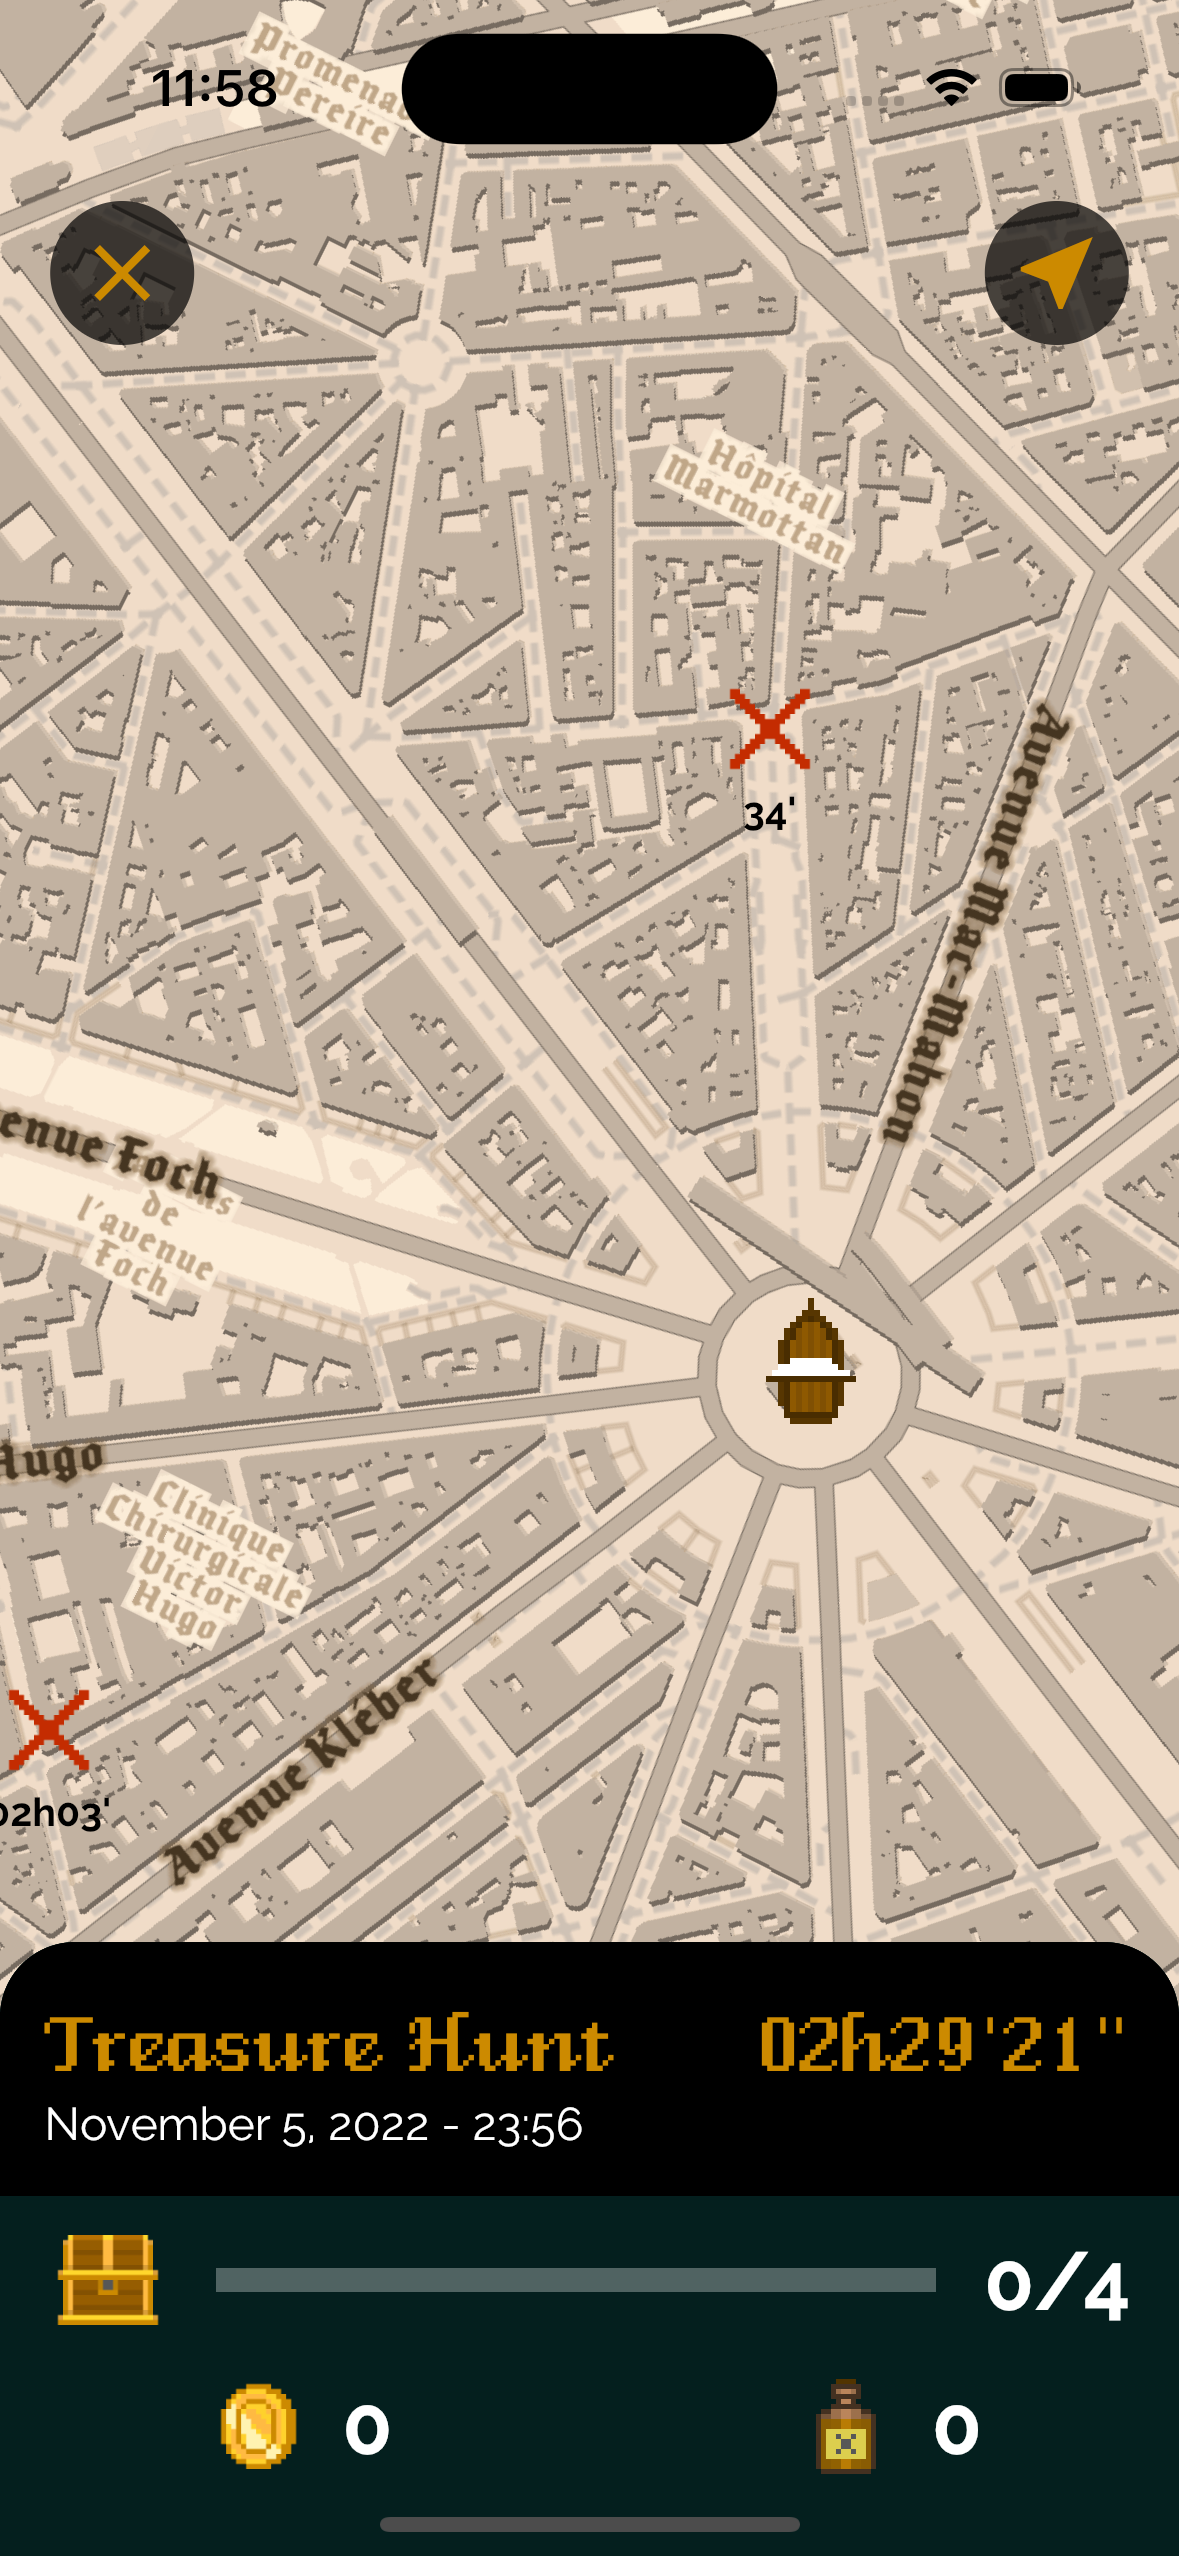 Promenad
Pereire
11:58
Hôpital
Marmottan
34'
Avenue Mac-Mahon
enue Foch
de
l'avenue
Foch
Hugo
Clinique
Chirurgicale
Victor
Hugo
02h03'
Avenue Kléber
Treasure Hunt
02h29'21"
November 5, 2022 - 23:56
0/4
0
0